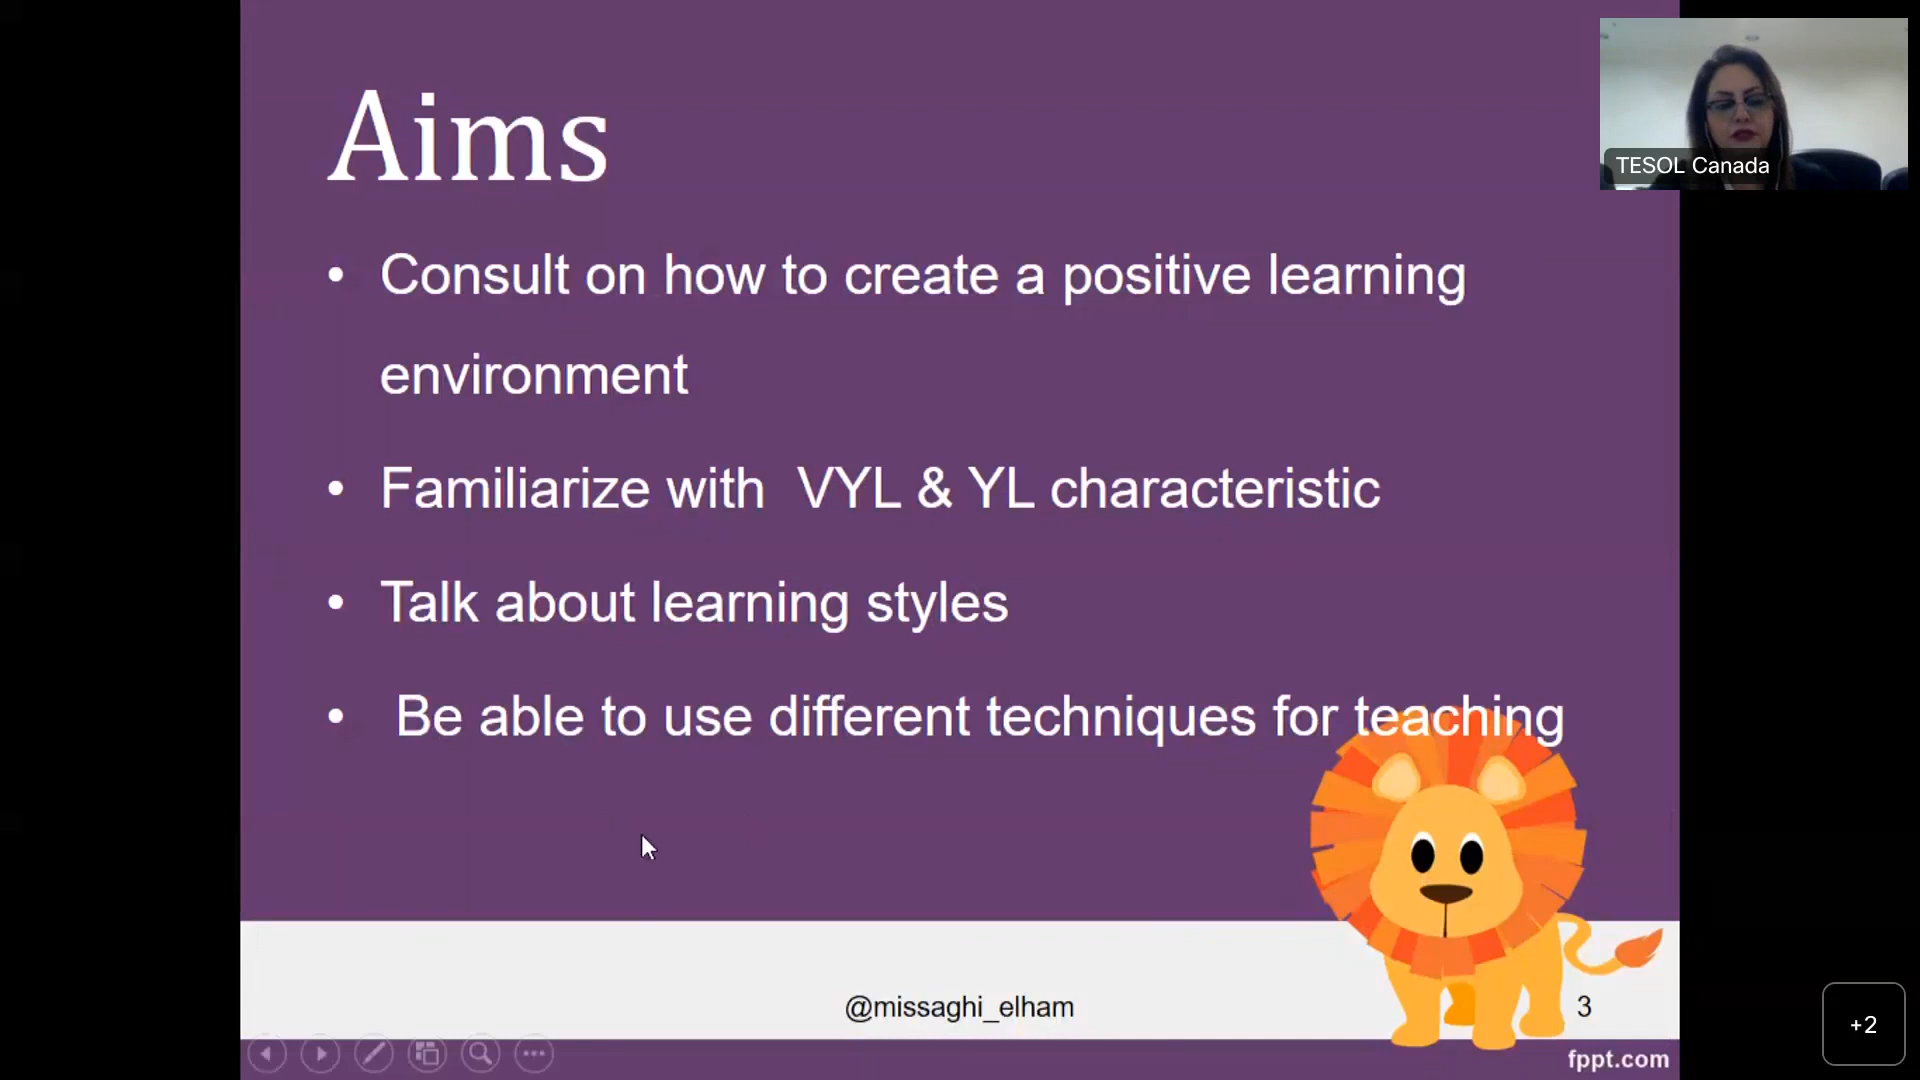 Aims
TESOL Canada
• Consult on how to create a positive learning
environment
• Familiarize with  VYL & YL characteristic
• Talk about learning styles
• Be able to use different techniques for teaching
@missaghi_elham
3
+2
fppt.com